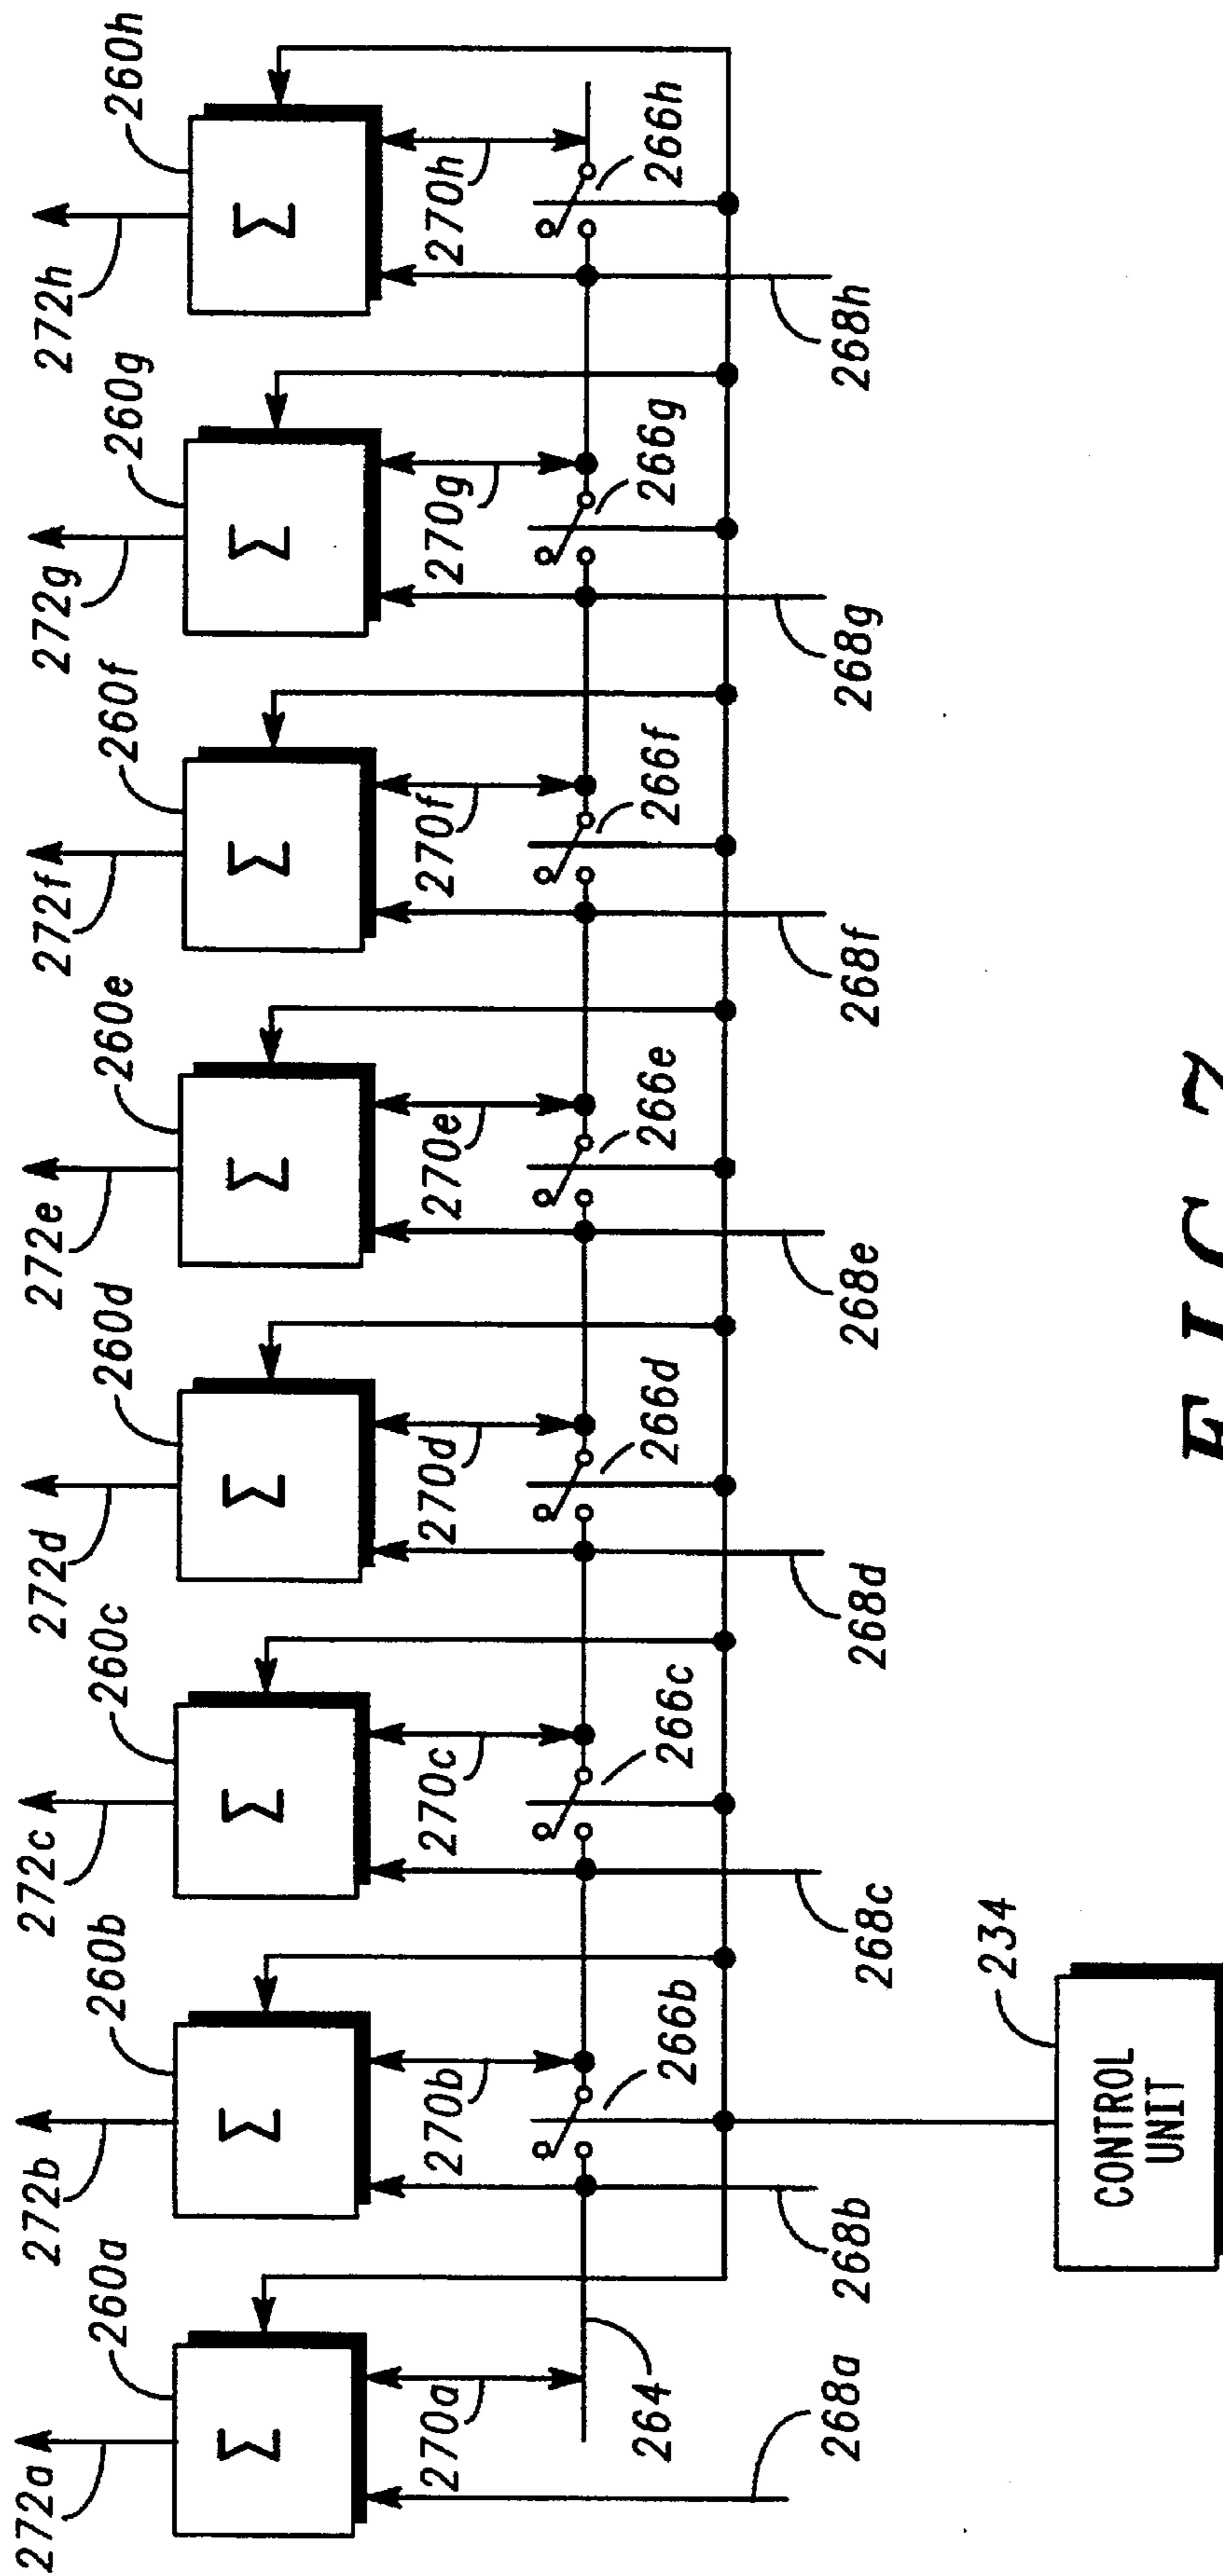 272a
260a
272b
260b
272c
260c
272d
260d
272e
260e
272f
260f
272g
260g
272h
260h
Σ
Σ
Σ
Σ
Σ
Σ
Σ
Σ
270a
270b
270c
270d
270e
270f
270g
270h
264
266b
266c
266d
266e
266f
266g
266h
268a
268b
268c
268d
268e
268f
268g
268h
234
CONTROL
UNIT
FIG. 7